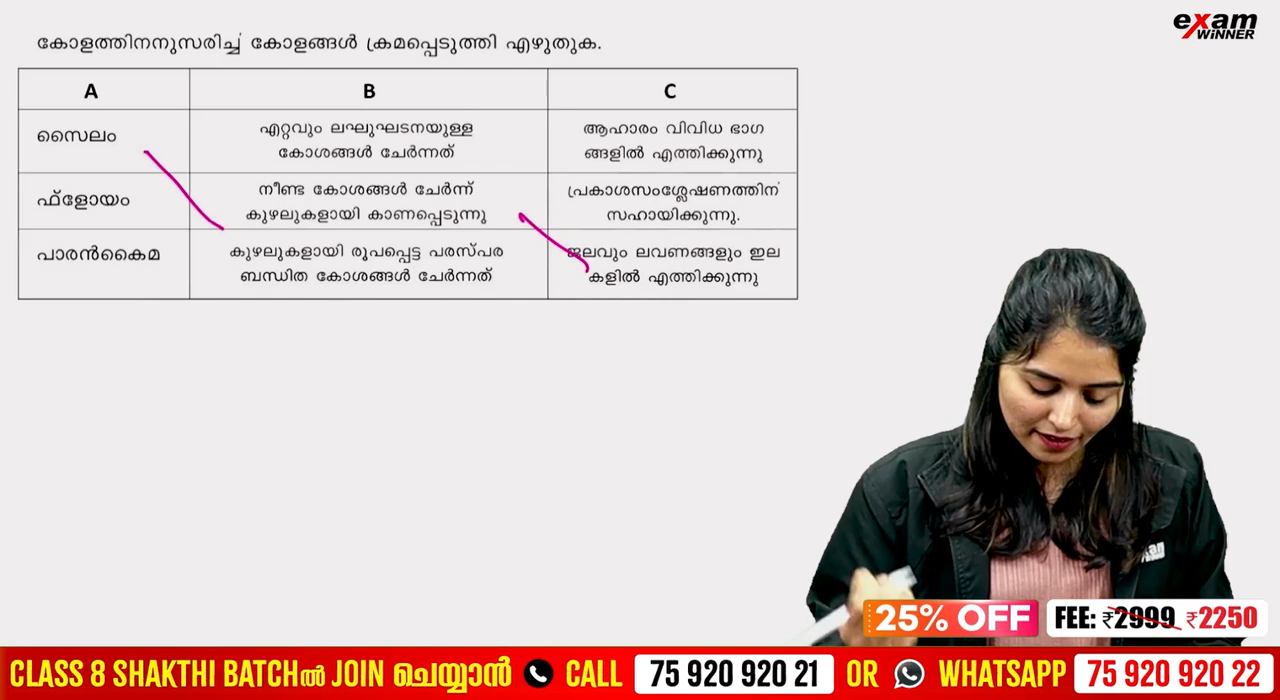 exam
WiNNER
കോളത്തിനനുസരിച്ച് കോളങ്ങൾ ക്രമപ്പെടുത്തി എഴുതുക.
A B C
സൈലം
ഏറ്റവും ലഘുഘടനയുള്ള
കോശങ്ങൾ ചേർന്നത്
ആഹാരം വിവിധ ഭാഗ
ങ്ങളിൽ എത്തിക്കുന്നു
ഫ്ളോയം
നീണ്ട കോശങ്ങൾ ചേർന്ന്
കുഴലുകളായി കാണപ്പെടുന്നു
പ്രകാശസംശ്ലേഷണത്തിന്
സഹായിക്കുന്നു.
പാരൻകൈമ
കുഴലുകളായി രൂപപ്പെട്ട പരസ്പര
ബന്ധിത കോശങ്ങൾ ചേർന്നത്
ജലവും ലവണങ്ങളും ഇല
കളിൽ എത്തിക്കുന്നു
25% OFF FEE: ₹2999 ₹2250
CLASS 8 SHAKTHI BATCHൽ JOIN ചെയ്യാൻ CALL 75 920 920 21 OR WHATSAPP 75 920 920 22